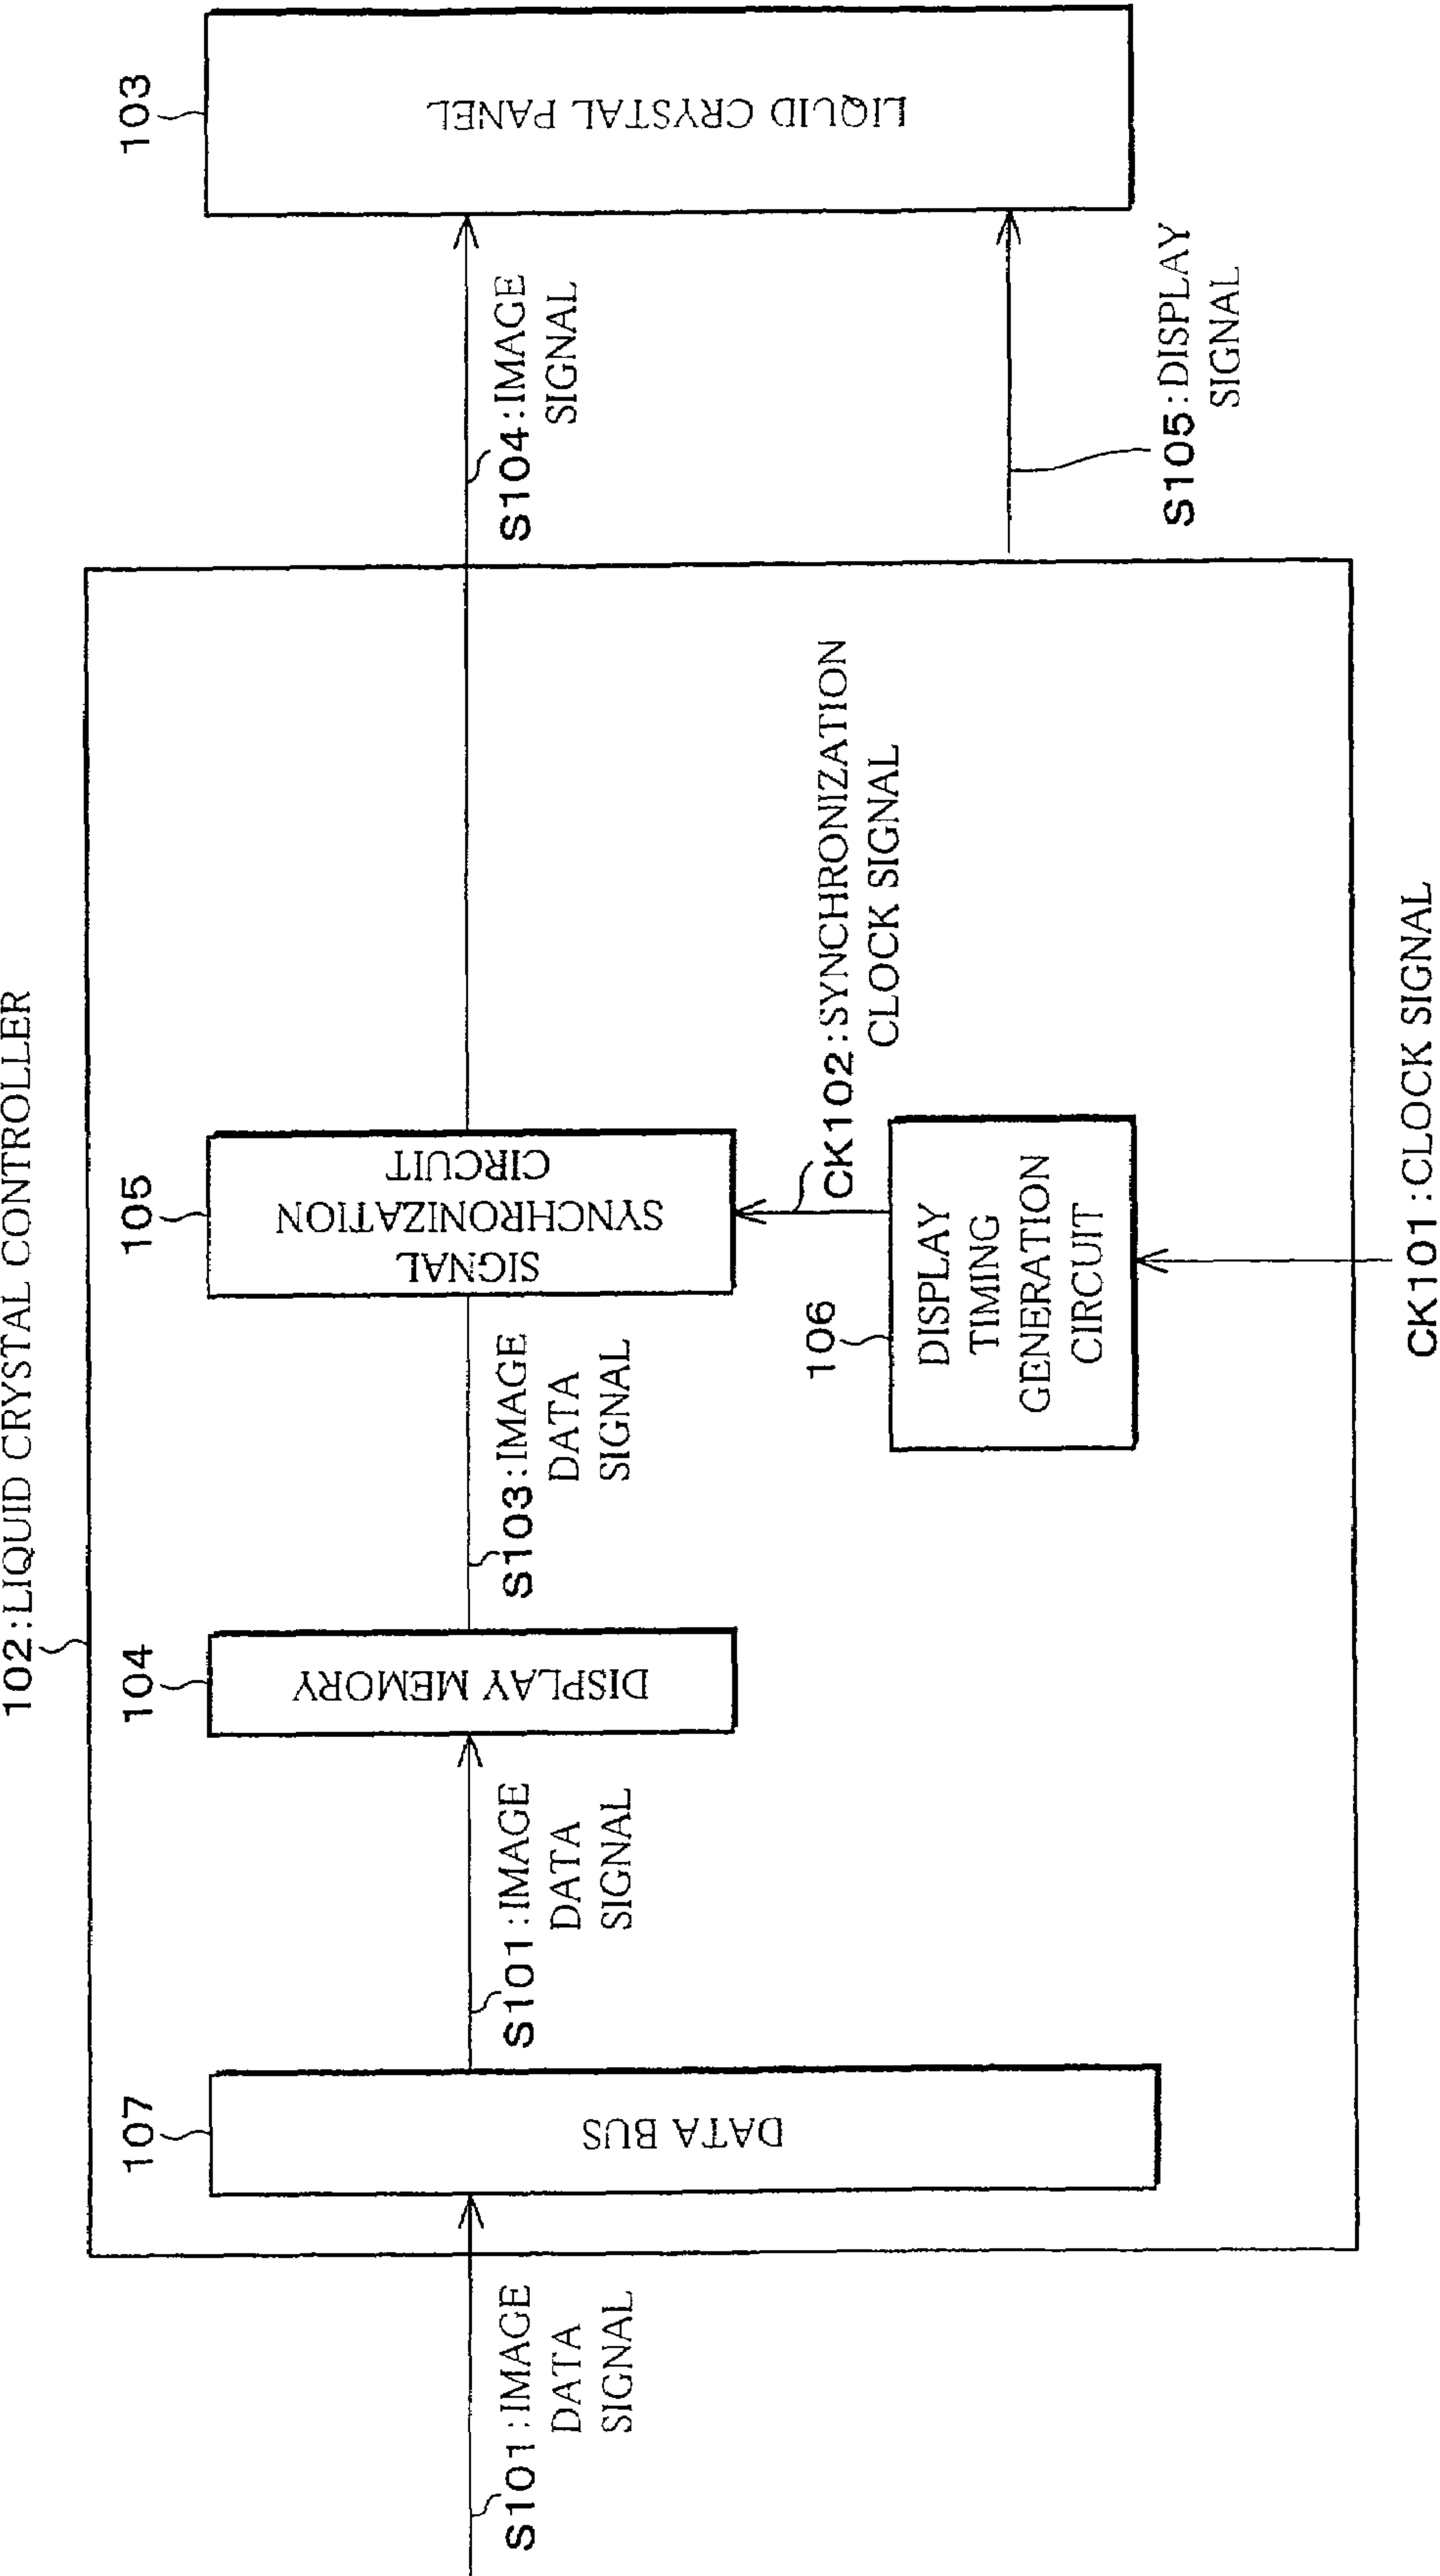 102:LIQUID CRYSTAL CONTROLLER
S101:IMAGE
DATA
SIGNAL
107
DATA BUS
S101:IMAGE
DATA
SIGNAL
104
DISPLAY MEMORY
S103:IMAGE
DATA
SIGNAL
105
SIGNAL
SYNCHRONIZATION
CIRCUIT
106
DISPLAY
TIMING
GENERATION
CIRCUIT
CK102:SYNCHRONIZATION
CLOCK SIGNAL
CK101:CLOCK SIGNAL
S104:IMAGE
SIGNAL
S105:DISPLAY
SIGNAL
103
LIQUID CRYSTAL PANEL